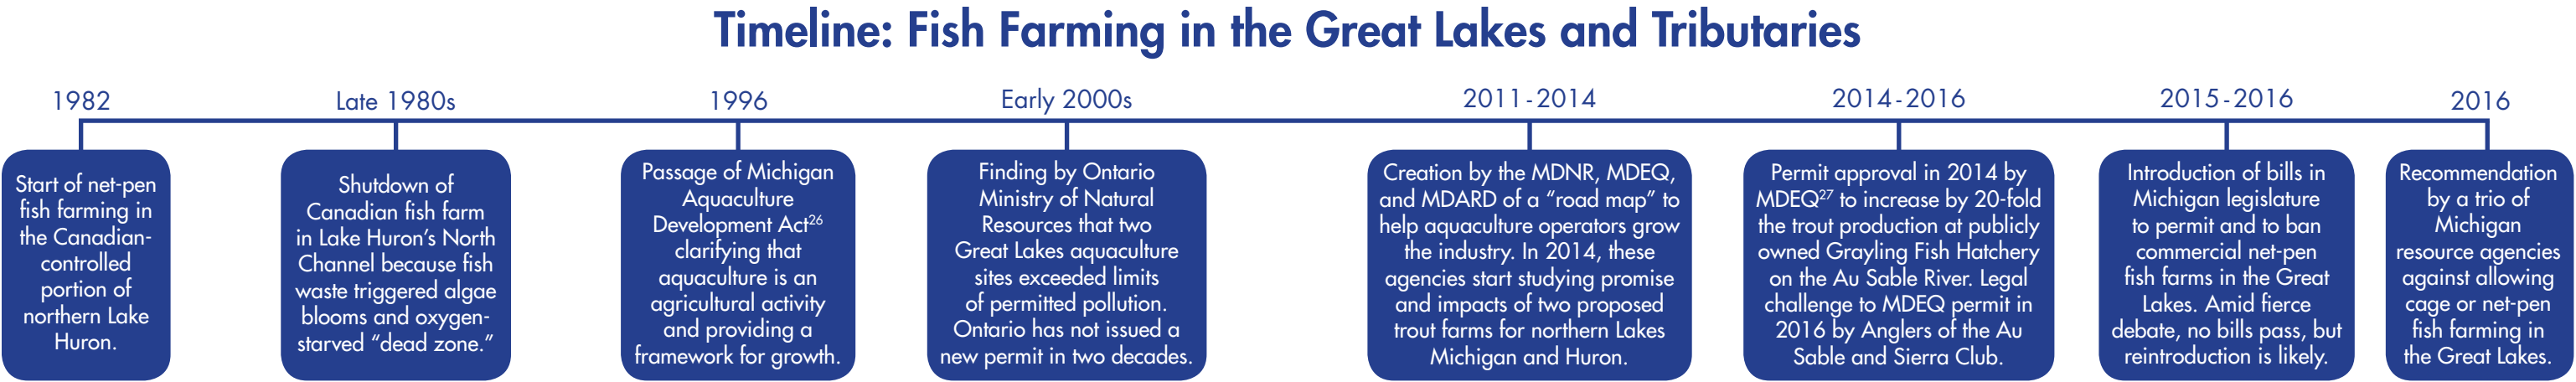 Timeline: Fish Farming in the Great Lakes and Tributaries
1982
Start of net-pen
fish farming in
the Canadian-
controlled
portion of
northern Lake
Huron.
Late 1980s
Shutdown of
Canadian fish farm
in Lake Huron’s North
Channel because fish
waste triggered algae
blooms and oxygen-
starved “dead zone.”
1996
Passage of Michigan
Aquaculture
Development Act26
clarifying that
aquaculture is an
agricultural activity
and providing a
framework for growth.
Early 2000s
Finding by Ontario
Ministry of Natural
Resources that two
Great Lakes aquaculture
sites exceeded limits
of permitted pollution.
Ontario has not issued a
new permit in two decades.
2011-2014
Creation by the MDNR, MDEQ,
and MDARD of a “road map” to
help aquaculture operators grow
the industry. In 2014, these
agencies start studying promise
and impacts of two proposed
trout farms for northern Lakes
Michigan and Huron.
2014-2016
Permit approval in 2014 by
MDEQ27 to increase by 20-fold
the trout production at publicly
owned Grayling Fish Hatchery
on the Au Sable River. Legal
challenge to MDEQ permit in
2016 by Anglers of the Au
Sable and Sierra Club.
2015-2016
Introduction of bills in
Michigan legislature
to permit and to ban
commercial net-pen
fish farms in the Great
Lakes. Amid fierce
debate, no bills pass, but
reintroduction is likely.
2016
Recommendation
by a trio of
Michigan
resource agencies
against allowing
cage or net-pen
fish farming in
the Great Lakes.